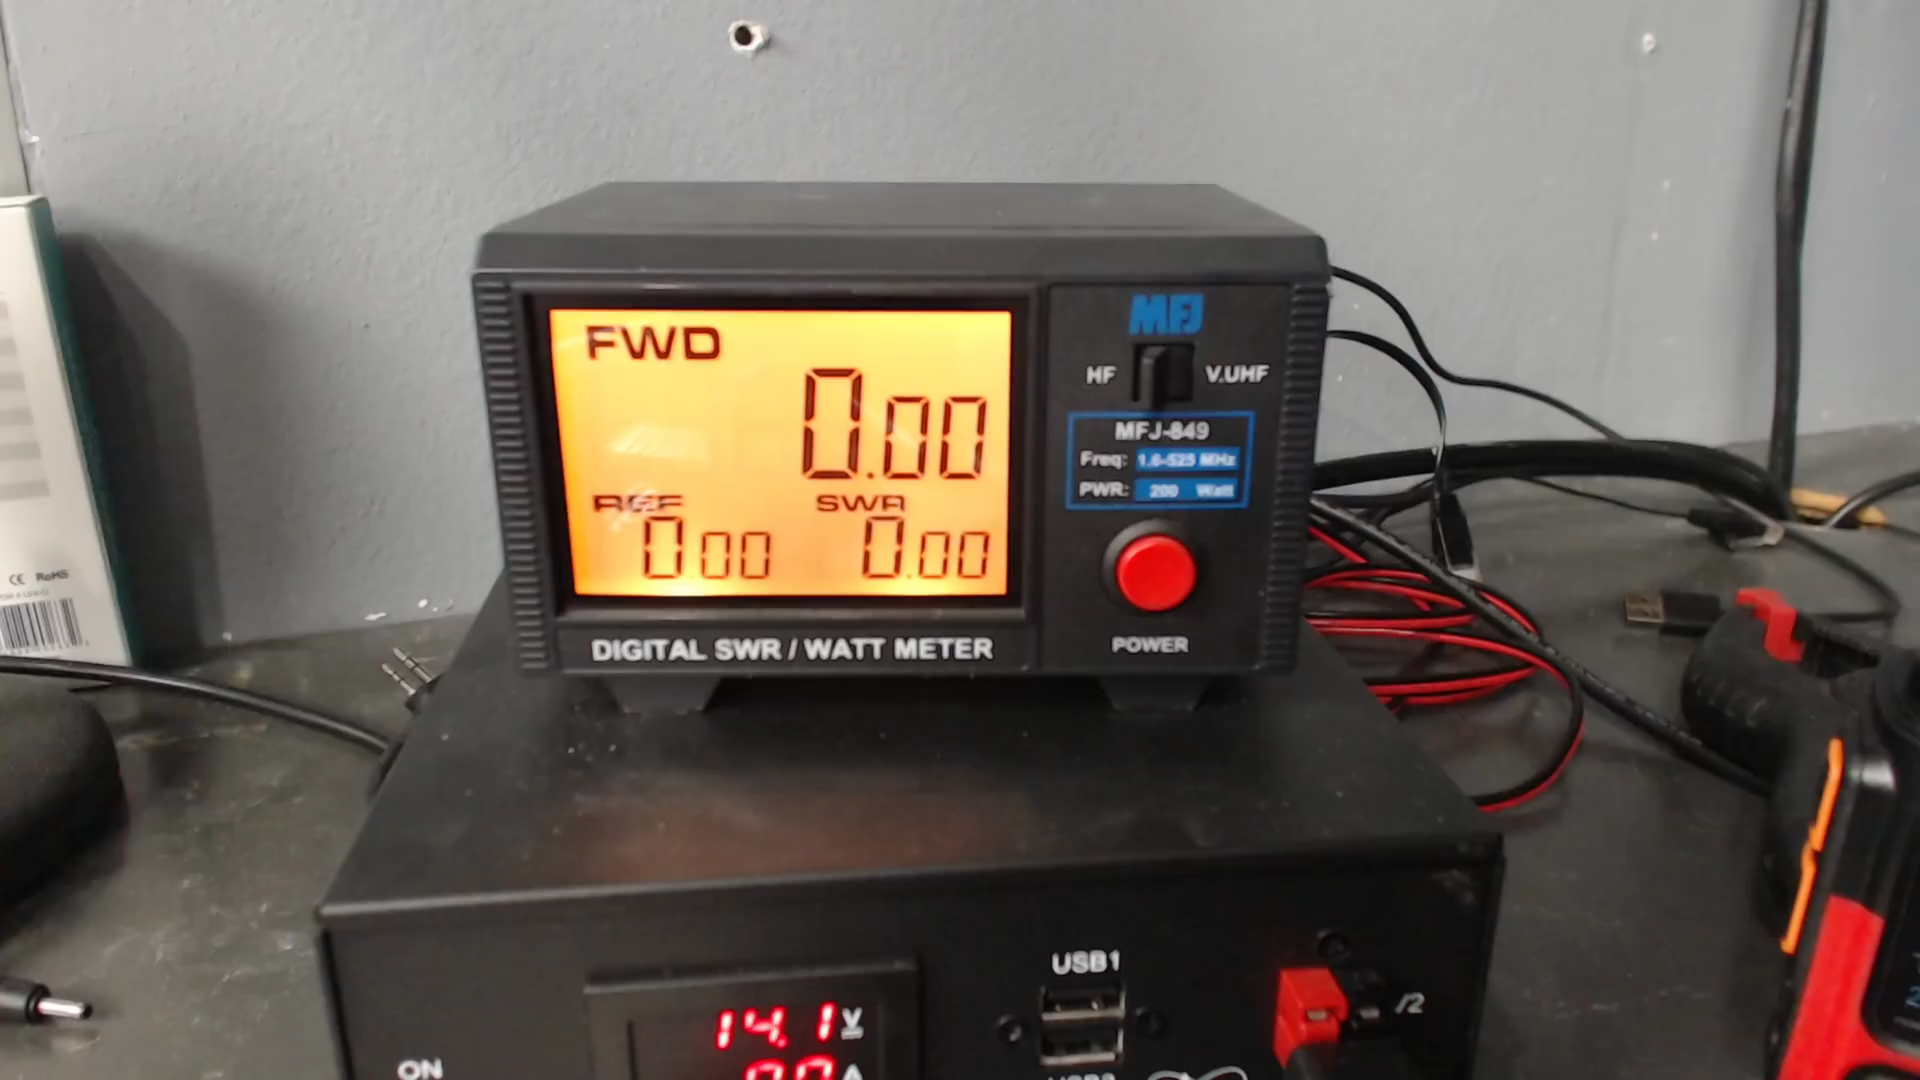 FWD
0.00
REF
SWR
0.00
0.00
DIGITAL SWR / WATT METER
MFJ
HF
V.UHF
MFJ-849
Freq: 1.6-525 MHz
PWR: 200 Watt
POWER
CE RoHS
USB1
14.1 V
ON
/2